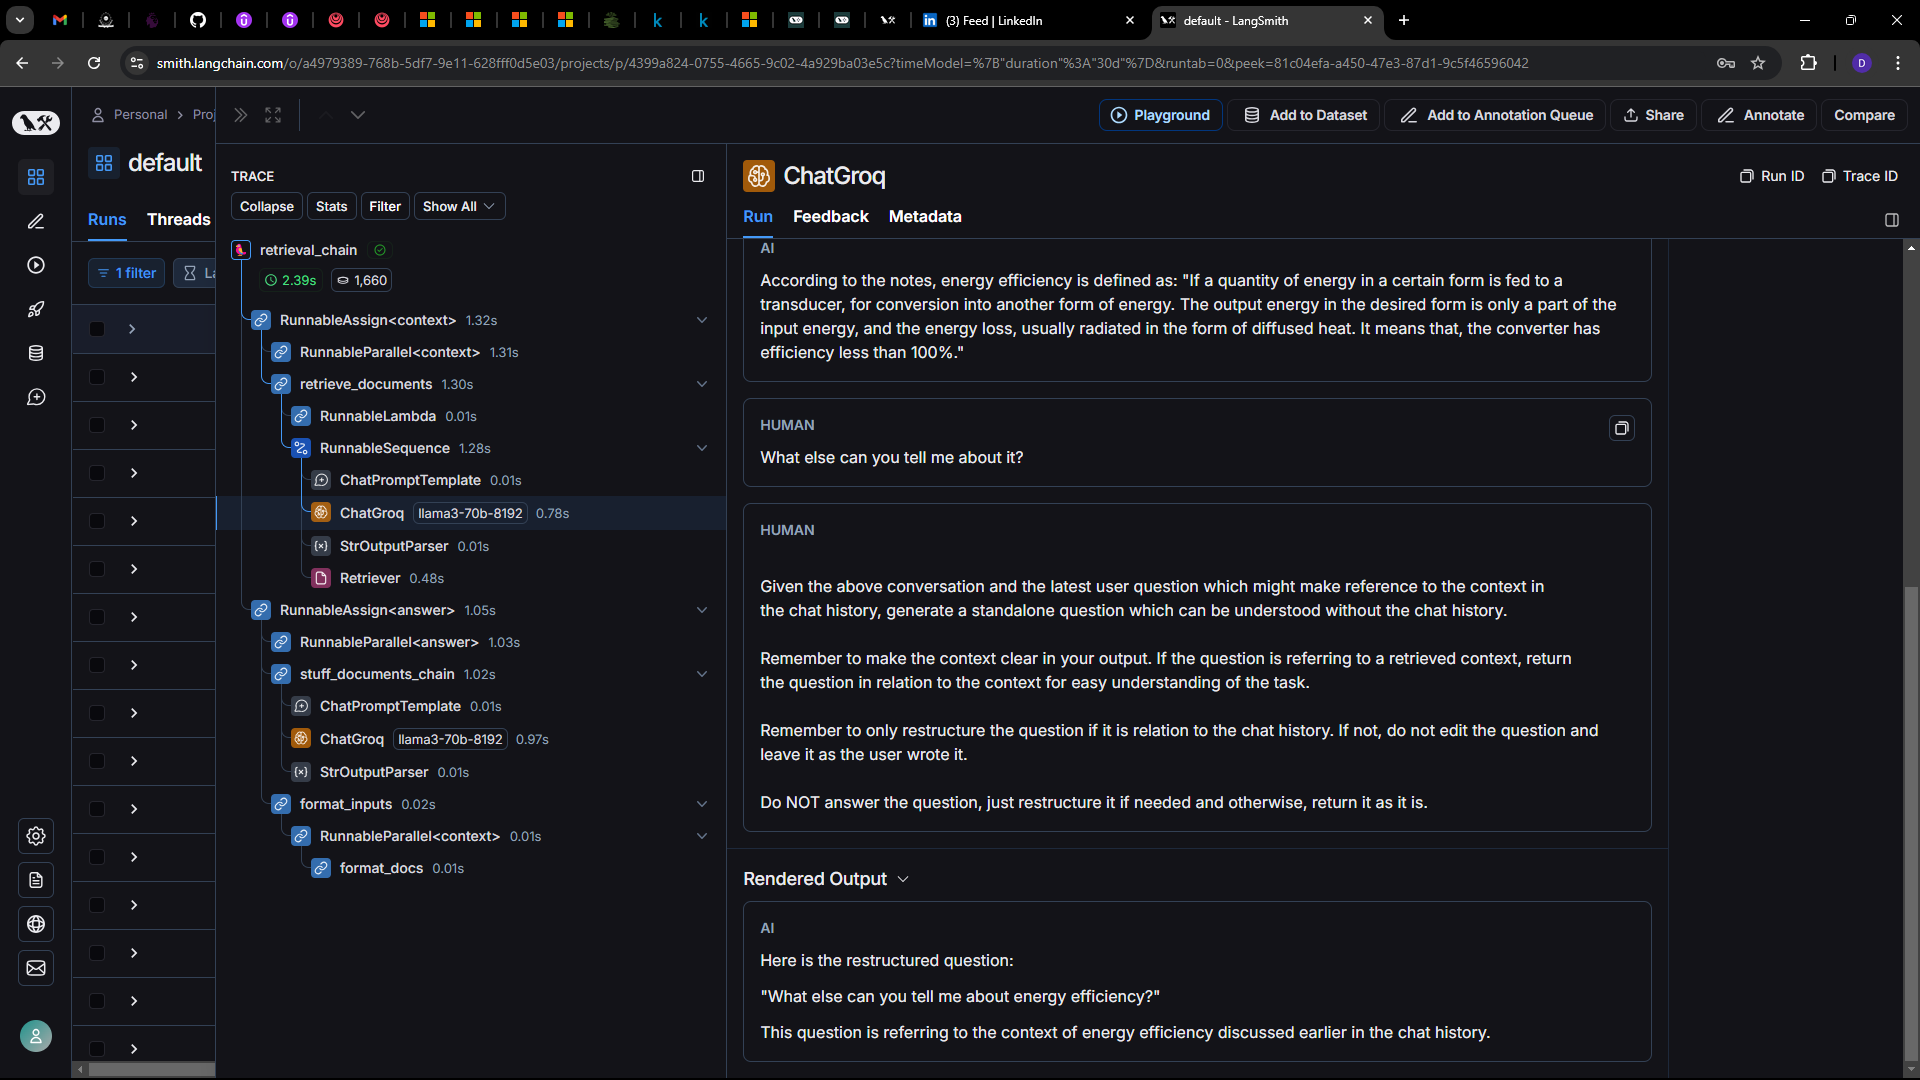 (3) Feed | LinkedIn
default - LangSmith
smith.langchain.com/o/a4979389-768b-5df7-9e11-628fff0d5e03/projects/p/4399a824-0755-4665-9c02-4a929ba03e5c?timeModel=%7B"duration"%3A"30d"%7D&runtab=0&peek=81c04efa-a450-47e3-87d1-9c5f46596042
D
Personal > Proj
Playground
Add to Dataset
Add to Annotation Queue
Share
Annotate
Compare
default
Runs Threads
1 filter
La
TRACE
Collapse Stats Filter Show All
retrieval_chain
2.39s 1,660
RunnableAssign<context> 1.32s
RunnableParallel<context> 1.31s
retrieve_documents 1.30s
RunnableLambda 0.01s
RunnableSequence 1.28s
ChatPromptTemplate 0.01s
ChatGroq llama3-70b-8192 0.78s
StrOutputParser 0.01s
Retriever 0.48s
RunnableAssign<answer> 1.05s
RunnableParallel<answer> 1.03s
stuff_documents_chain 1.02s
ChatPromptTemplate 0.01s
ChatGroq llama3-70b-8192 0.97s
StrOutputParser 0.01s
format_inputs 0.02s
RunnableParallel<context> 0.01s
format_docs 0.01s
ChatGroq
Run ID Trace ID
Run Feedback Metadata
AI
According to the notes, energy efficiency is defined as: "If a quantity of energy in a certain form is fed to a
transducer, for conversion into another form of energy. The output energy in the desired form is only a part of the
input energy, and the energy loss, usually radiated in the form of diffused heat. It means that, the converter has
efficiency less than 100%."
HUMAN
What else can you tell me about it?
HUMAN
Given the above conversation and the latest user question which might make reference to the context in
the chat history, generate a standalone question which can be understood without the chat history.
Remember to make the context clear in your output. If the question is referring to a retrieved context, return
the question in relation to the context for easy understanding of the task.
Remember to only restructure the question if it is relation to the chat history. If not, do not edit the question and
leave it as the user wrote it.
Do NOT answer the question, just restructure it if needed and otherwise, return it as it is.
Rendered Output
AI
Here is the restructured question:
"What else can you tell me about energy efficiency?"
This question is referring to the context of energy efficiency discussed earlier in the chat history.